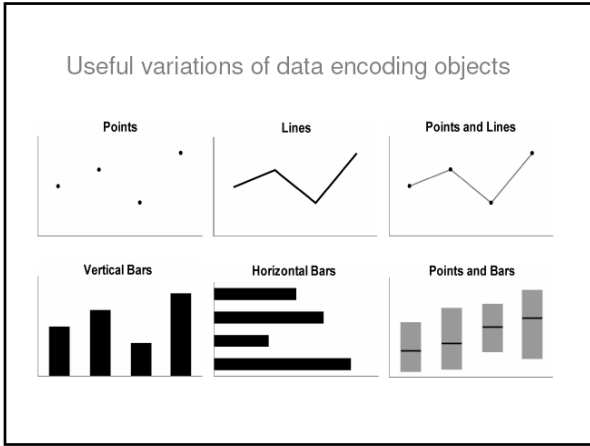 Useful variations of data encoding objects
Points
Lines
Points and Lines
Vertical Bars
Horizontal Bars
Points and Bars